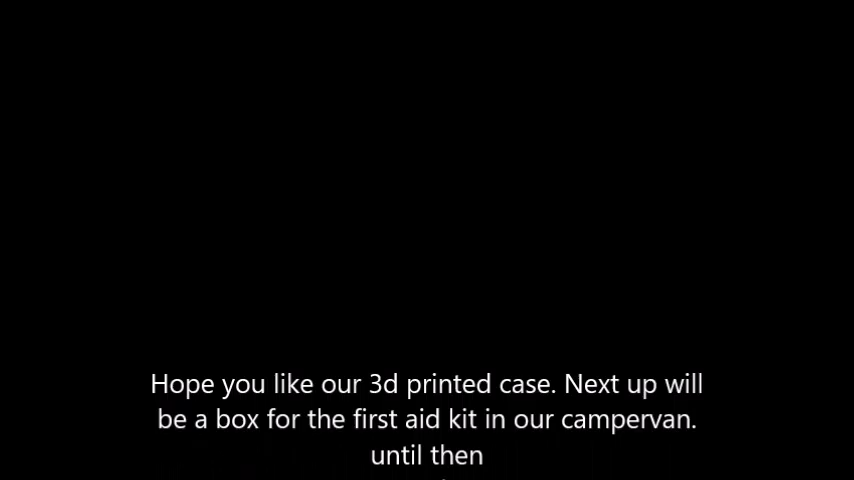 Hope you like our 3d printed case. Next up will
be a box for the first aid kit in our campervan.
until then